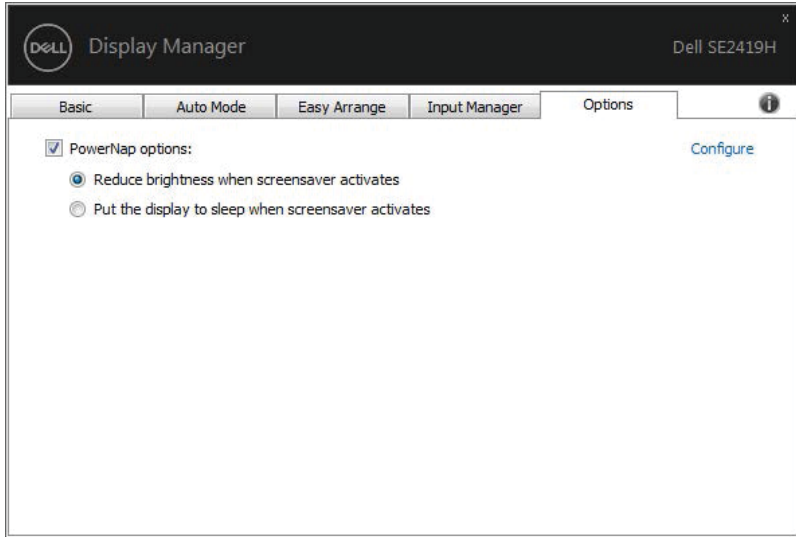 x
DELL Display Manager Dell SE2419H
Basic Auto Mode Easy Arrange Input Manager Options i
PowerNap options: Configure
Reduce brightness when screensaver activates
Put the display to sleep when screensaver activates